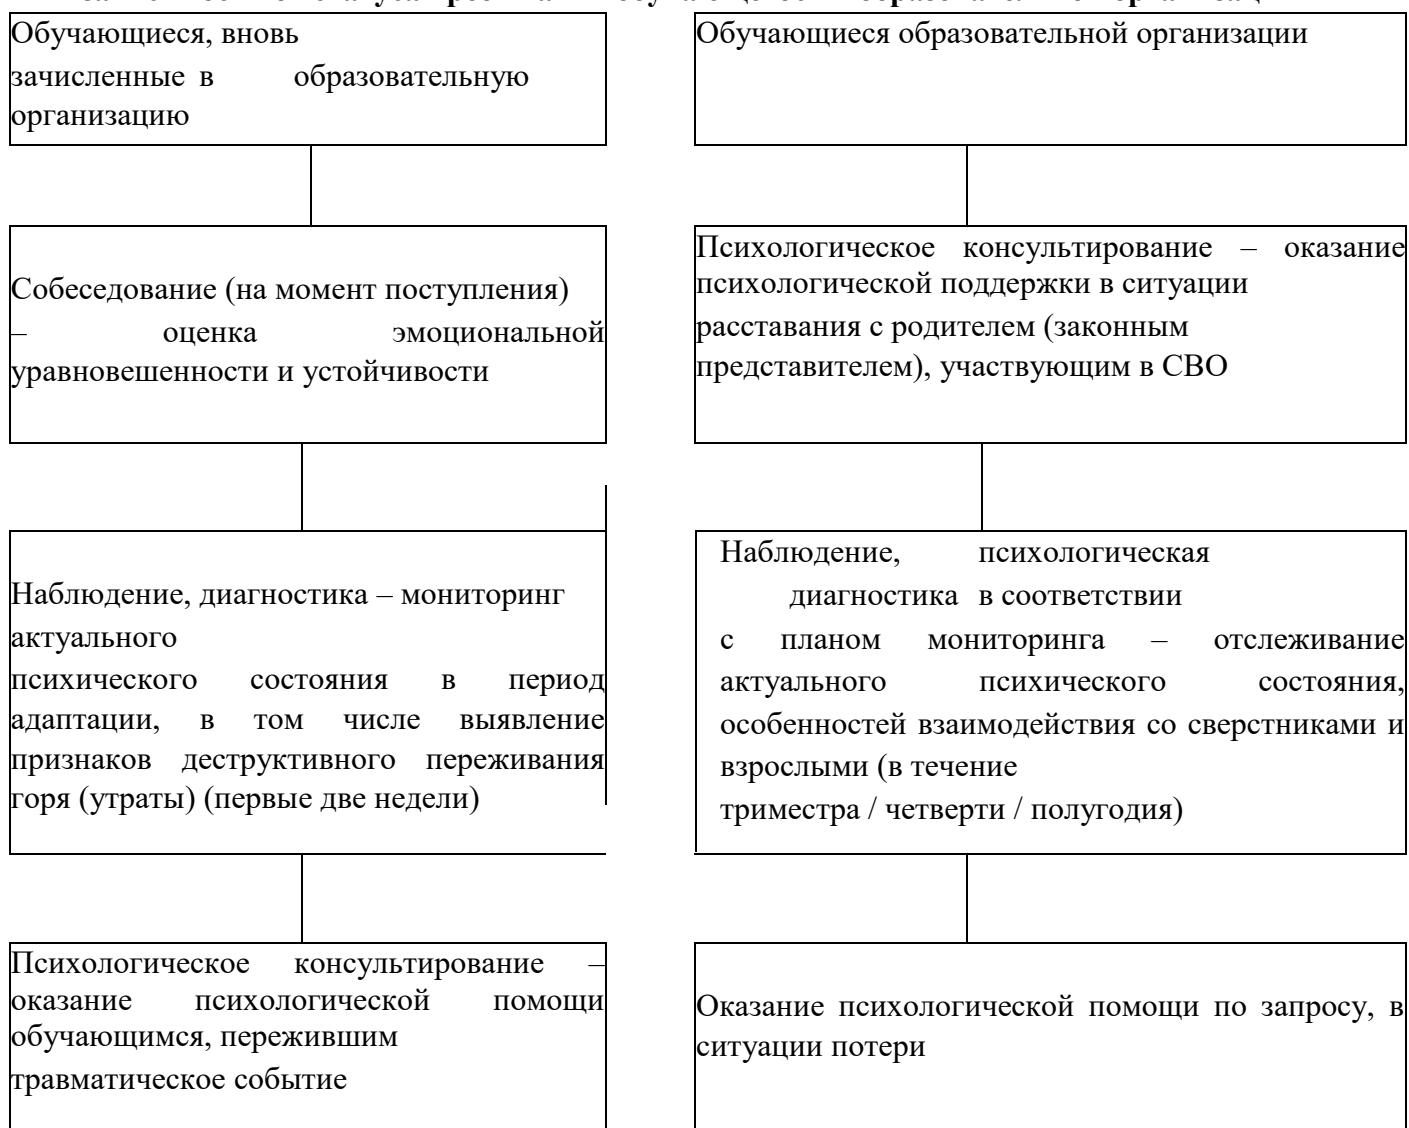 Обучающиеся, вновь
зачисленные в образовательную
организацию
Собеседование (на момент поступления)
– оценка эмоциональной
уравновешенности и устойчивости
Наблюдение, диагностика – мониторинг
актуального
психического состояния в период
адаптации, в том числе выявление
признаков деструктивного переживания
горя (утраты) (первые две недели)
Психологическое консультирование –
оказание психологической помощи
обучающимся, пережившим
травматическое событие
Обучающиеся образовательной организации
Психологическое консультирование – оказание
психологической поддержки в ситуации
расставания с родителем (законным
представителем), участвующим в СВО
Наблюдение, психологическая
диагностика в соответствии
с планом мониторинга – отслеживание
актуального психического состояния,
особенностей взаимодействия со сверстниками и
взрослыми (в течение
триместра / четверти / полугодия)
Оказание психологической помощи по запросу, в
ситуации потери